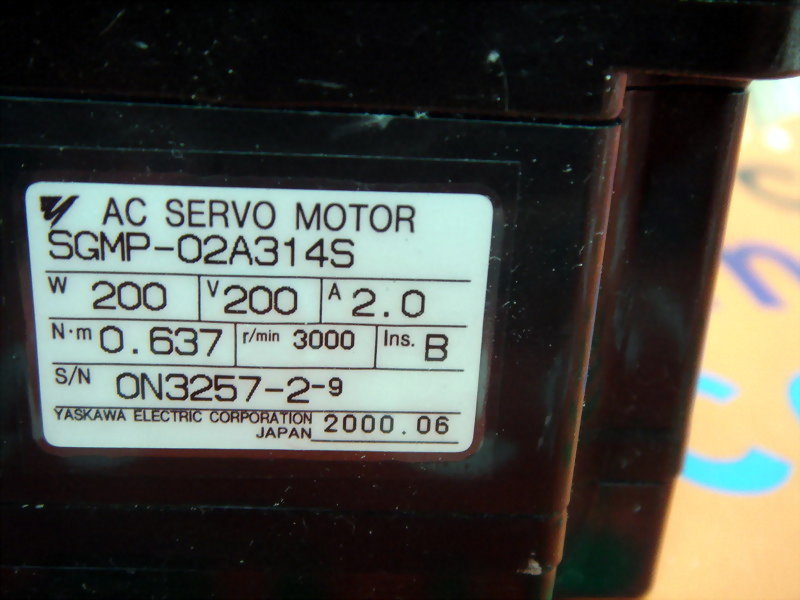 AC SERVO MOTOR
SGMP-02A314S
W 200 V 200 A 2.0
N·m 0.637 r/min 3000 Ins. B
S/N 0N3257-2-9
YASKAWA ELECTRIC CORPORATION
JAPAN 2000.06